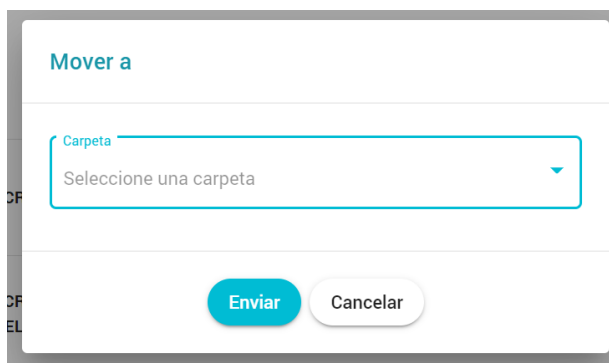 Mover a
Carpeta
Seleccione una carpeta
Enviar
Cancelar